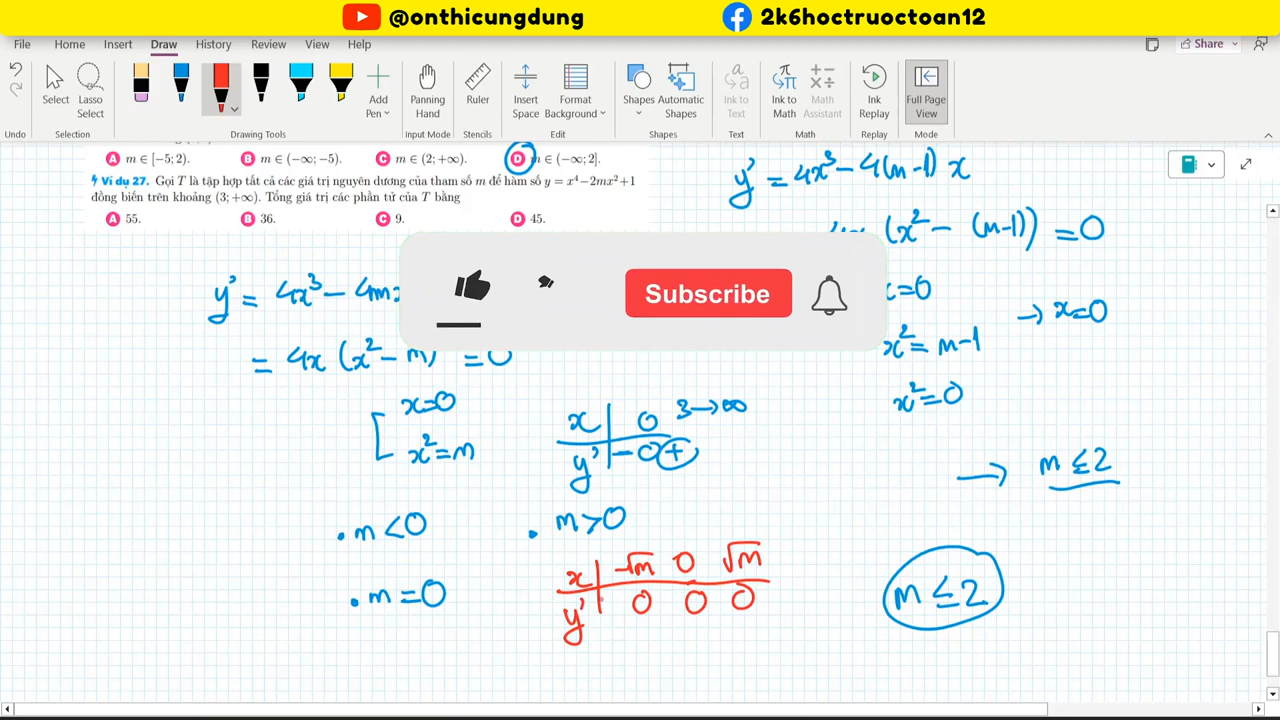 @onthicungdung
2k6hoctructoan12
File Home Insert Draw History Review View Help
Share
Undo
Select
Lasso Select
Add Pen
Panning Hand
Ruler
Insert Space
Format Background
Shapes
Automatic Shapes
Ink to Text
Ink to Math
Math Assistant
Ink Replay
Full Page View
Selection
Drawing Tools
Input Mode
Stencils
Edit
Shapes
Text
Math
Replay
Mode
A m ∈ [−5; 2). B m ∈ (−∞; −5). C m ∈ (2; +∞). D m ∈ (−∞; 2].
Ví dụ 27. Gọi T là tập hợp tất cả các giá trị nguyên dương của tham số m để hàm số y = x⁴ − 2mx² + 1
đồng biến trên khoảng (3; +∞). Tổng giá trị các phần tử của T bằng
A 55. B 36. C 9. D 45.
y' = 4x³ − 4(m−1) x
(x² − (m−1)) = 0
x=0
→ x=0
x² = m−1
x² = 0
→ m ≤ 2
m ≤ 2
y' = 4x³ − 4mx
= 4x (x² − m) = 0
Subscribe
x=0
x² = m
x 0 3→∞
y' − 0 +
. m < 0
. m > 0
. m = 0
x −√m 0 √m
y' 0 0 0